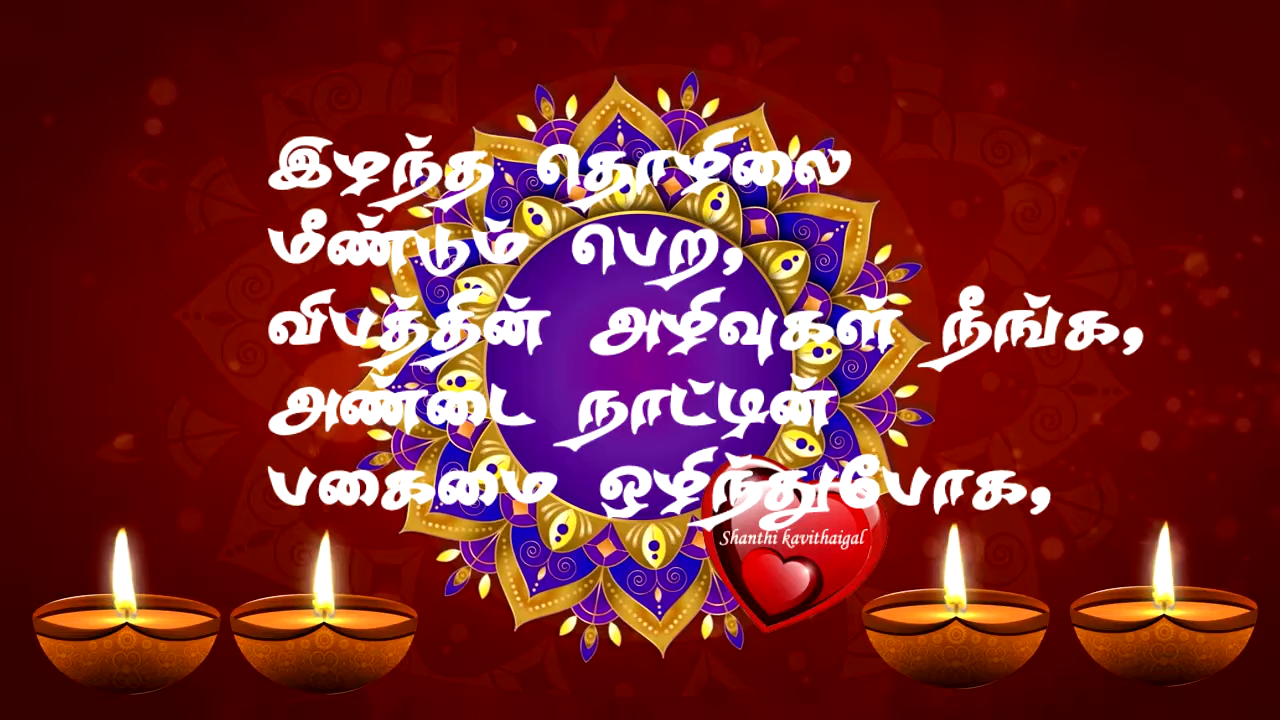 இழந்த தொழிலை
மீண்டும் பெற,
விபத்தின் அழிவுகள் நீங்க,
அண்டை நாட்டின்
பகைமை ஒழிந்துபோக,
Shanthi kavithaigal